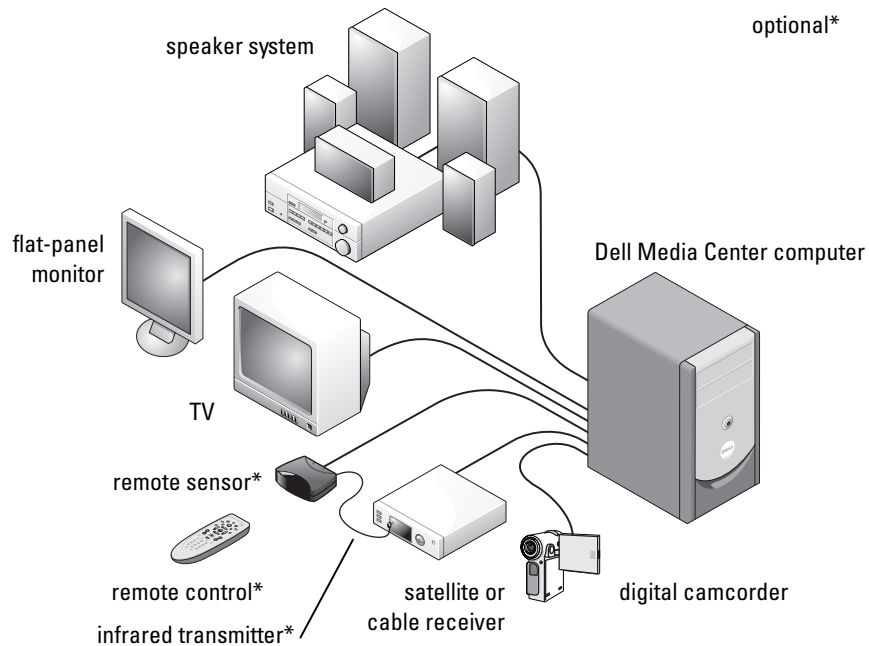 optional*
speaker system
flat-panel
monitor
Dell Media Center computer
TV
remote sensor*
remote control*
infrared transmitter*
satellite or
cable receiver
digital camcorder
DELL